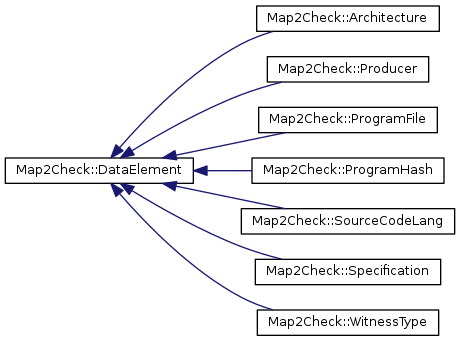 Map2Check::Architecture
Map2Check::Producer
Map2Check::ProgramFile
Map2Check::DataElement
Map2Check::ProgramHash
Map2Check::SourceCodeLang
Map2Check::Specification
Map2Check::WitnessType